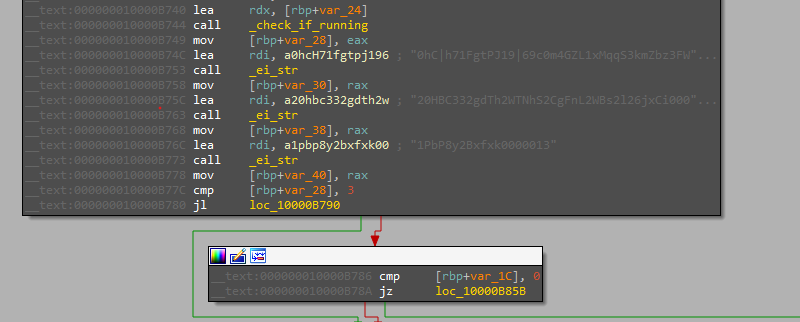 __text:000000010000B740 lea rdx, [rbp+var_24]
__text:000000010000B744 call _check_if_running
__text:000000010000B749 mov [rbp+var_28], eax
__text:000000010000B74C lea rdi, a0hcH71fgtpj196 ; "0hC|h71FgtPJ19|69c0m4GZL1xMqqS3kmZbz3FW"...
__text:000000010000B753 call _ei_str
__text:000000010000B758 mov [rbp+var_30], rax
__text:000000010000B75C lea rdi, a20hbc332gdth2w ; "20HBC332gdTh2WTNhS2CgFnL2WBs2l26jxCi000"...
__text:000000010000B763 call _ei_str
__text:000000010000B768 mov [rbp+var_38], rax
__text:000000010000B76C lea rdi, a1pbp8y2bxfxk00 ; "1PbP8y2Bxfxk0000013"
__text:000000010000B773 call _ei_str
__text:000000010000B778 mov [rbp+var_40], rax
__text:000000010000B77C cmp [rbp+var_28], 3
__text:000000010000B780 jl loc_10000B790
__text:000000010000B786 cmp [rbp+var_1C], 0
__text:000000010000B78A jz loc_10000B85B